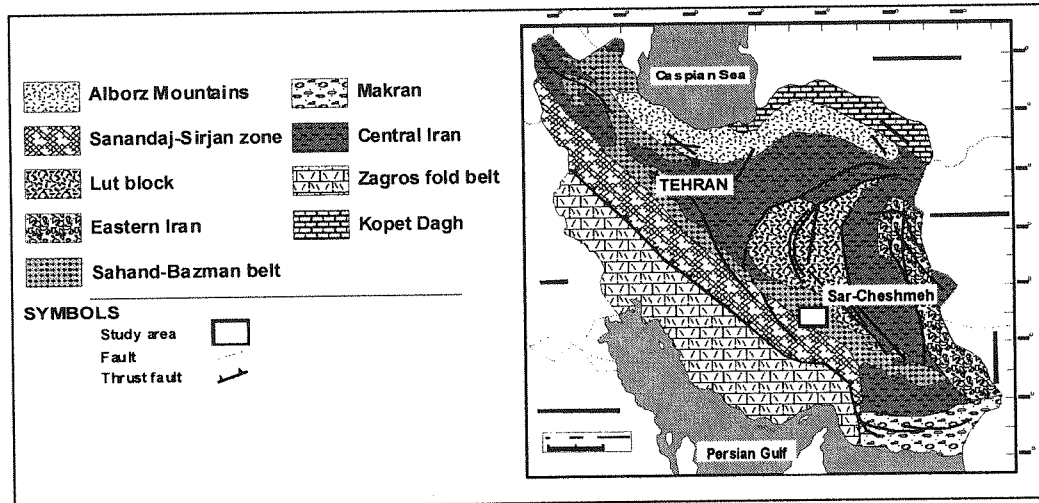 Alborz Mountains
Sanandaj-Sirjan zone
Lut block
Eastern Iran
Sahand-Bazman belt
Makran
Central Iran
Zagros fold belt
Kopet Dagh
SYMBOLS
Study area
Fault
Thrust fault
Caspian Sea
TEHRAN
Sar-Cheshmeh
Persian Gulf